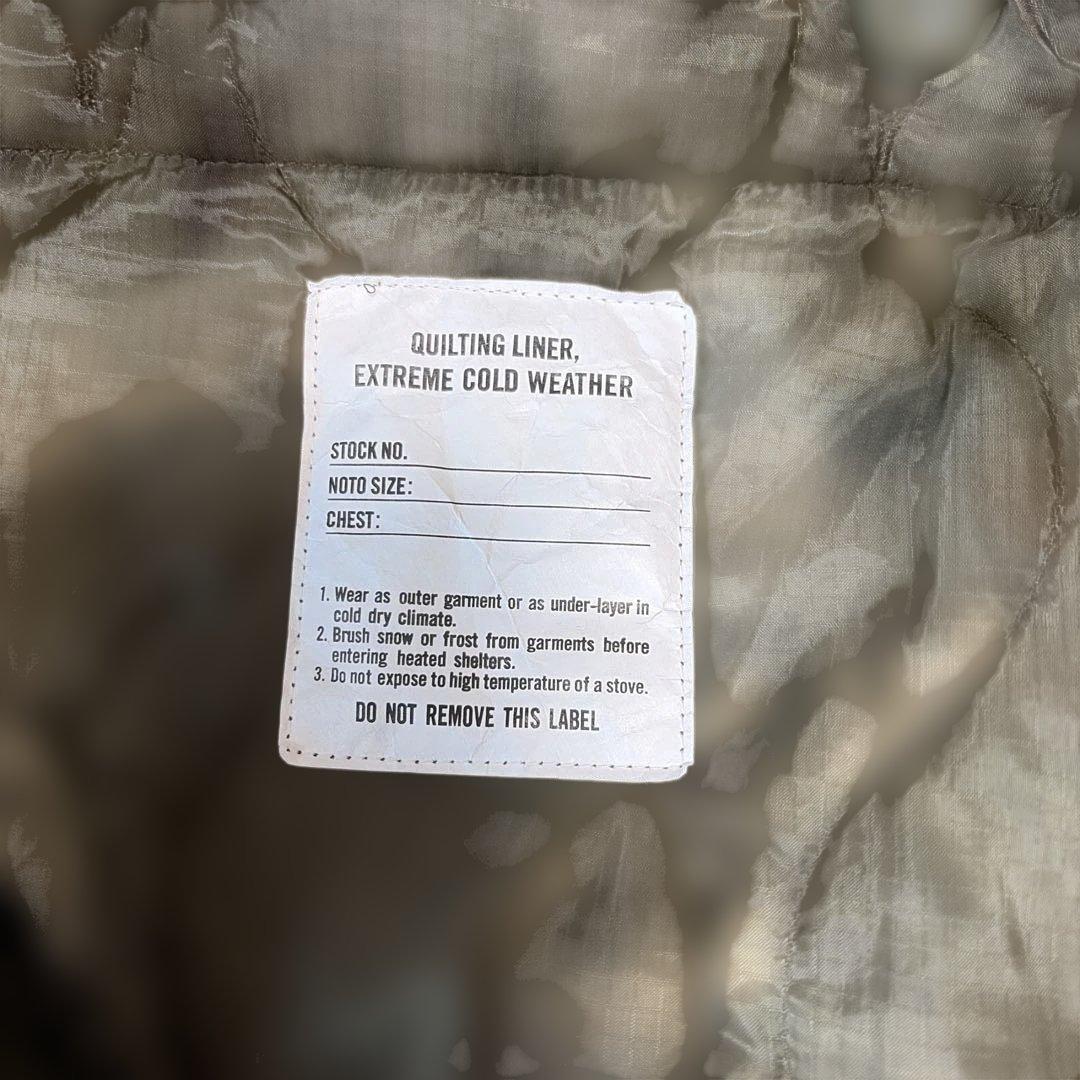 QUILTING LINER,
EXTREME COLD WEATHER
STOCK NO.
NOTO SIZE:
CHEST:
1. Wear as outer garment or as under-layer in
cold dry climate.
2. Brush snow or frost from garments before
entering heated shelters.
3. Do not expose to high temperature of a stove.
DO NOT REMOVE THIS LABEL